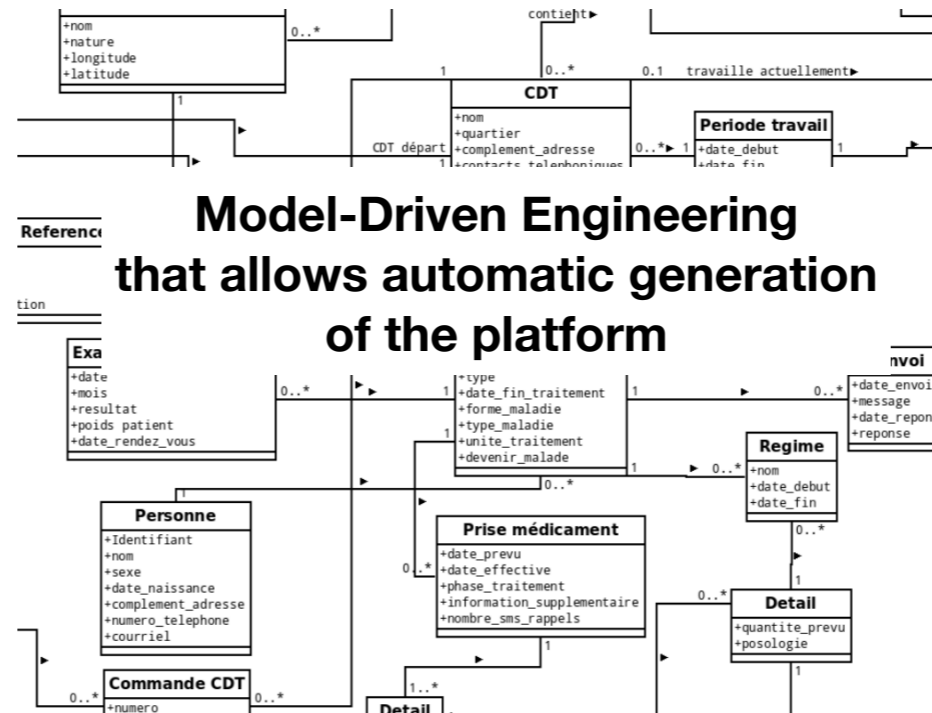 contient▶
+nom
+nature
+longitude
+latitude
0..*
1
1
0..*
0.1
travaille actuellement▶
CDT
+nom
+quartier
+complement_adresse
+contacts_telephoniques
CDT départ
1
0..*▶
1
Periode travail
+date_debut
+date_fin
1
Model-Driven Engineering
that allows automatic generation
of the platform
+date
+mois
+resultat
+poids patient
+date_rendez_vous
0..*
1
+type
+date_fin_traitement
+forme_maladie
+type_maladie
+unite_traitement
+devenir_malade
1
1
0..*
1
0..*
+date_envoi
+message
+reponse
0..*
Regime
+nom
+date_debut
+date_fin
0..*
1
Personne
+Identifiant
+nom
+sexe
+date_naissance
+complement_adresse
+numero_telephone
+courriel
Prise médicament
+date_prevu
+date_effective
+phase_traitement
+information_supplementaire
+nombre_sms_rappels
0..*
1
1..*
1
0..*
Detail
+quantite_prevu
+posologie
1
0..*
Commande CDT
+numero
0..*
Detail